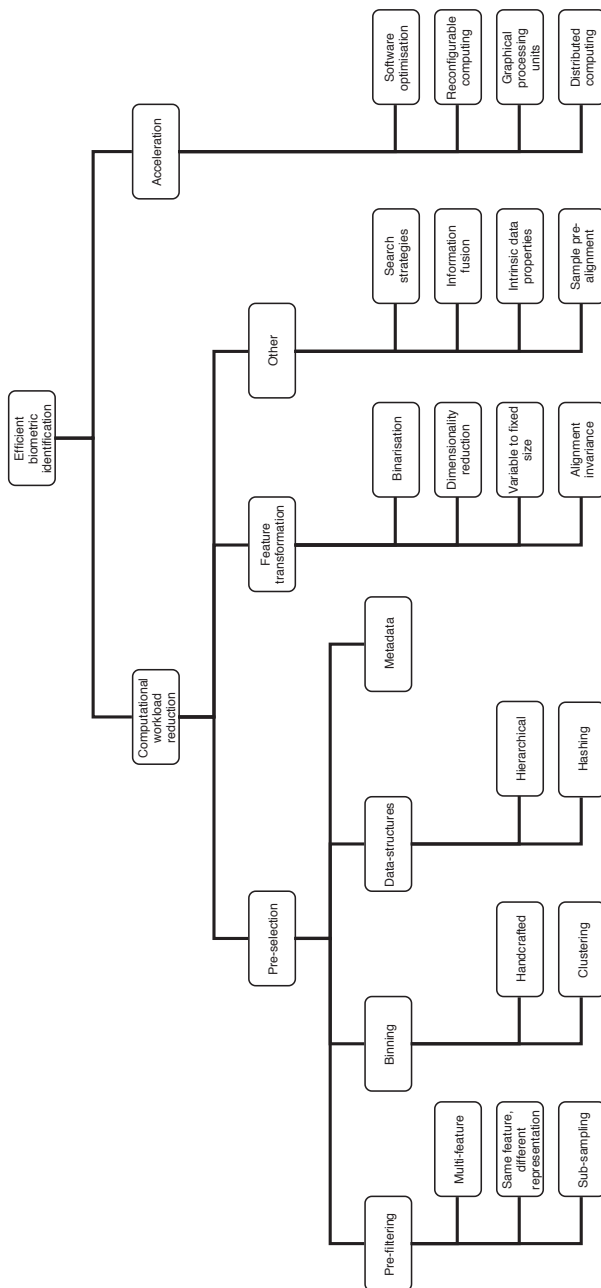 Efficient
biometric
identification
Computational
workload
reduction
Acceleration
Pre-selection
Feature
transformation
Other
Pre-filtering
Binning
Data-structures
Metadata
Multi-feature
Same feature,
different
representation
Sub-sampling
Handcrafted
Clustering
Hierarchical
Hashing
Binarisation
Dimensionality
reduction
Variable to fixed
size
Alignment
invariance
Search
strategies
Information
fusion
Intrinsic data
properties
Sample pre-
alignment
Software
optimisation
Reconfigurable
computing
Graphical
processing
units
Distributed
computing